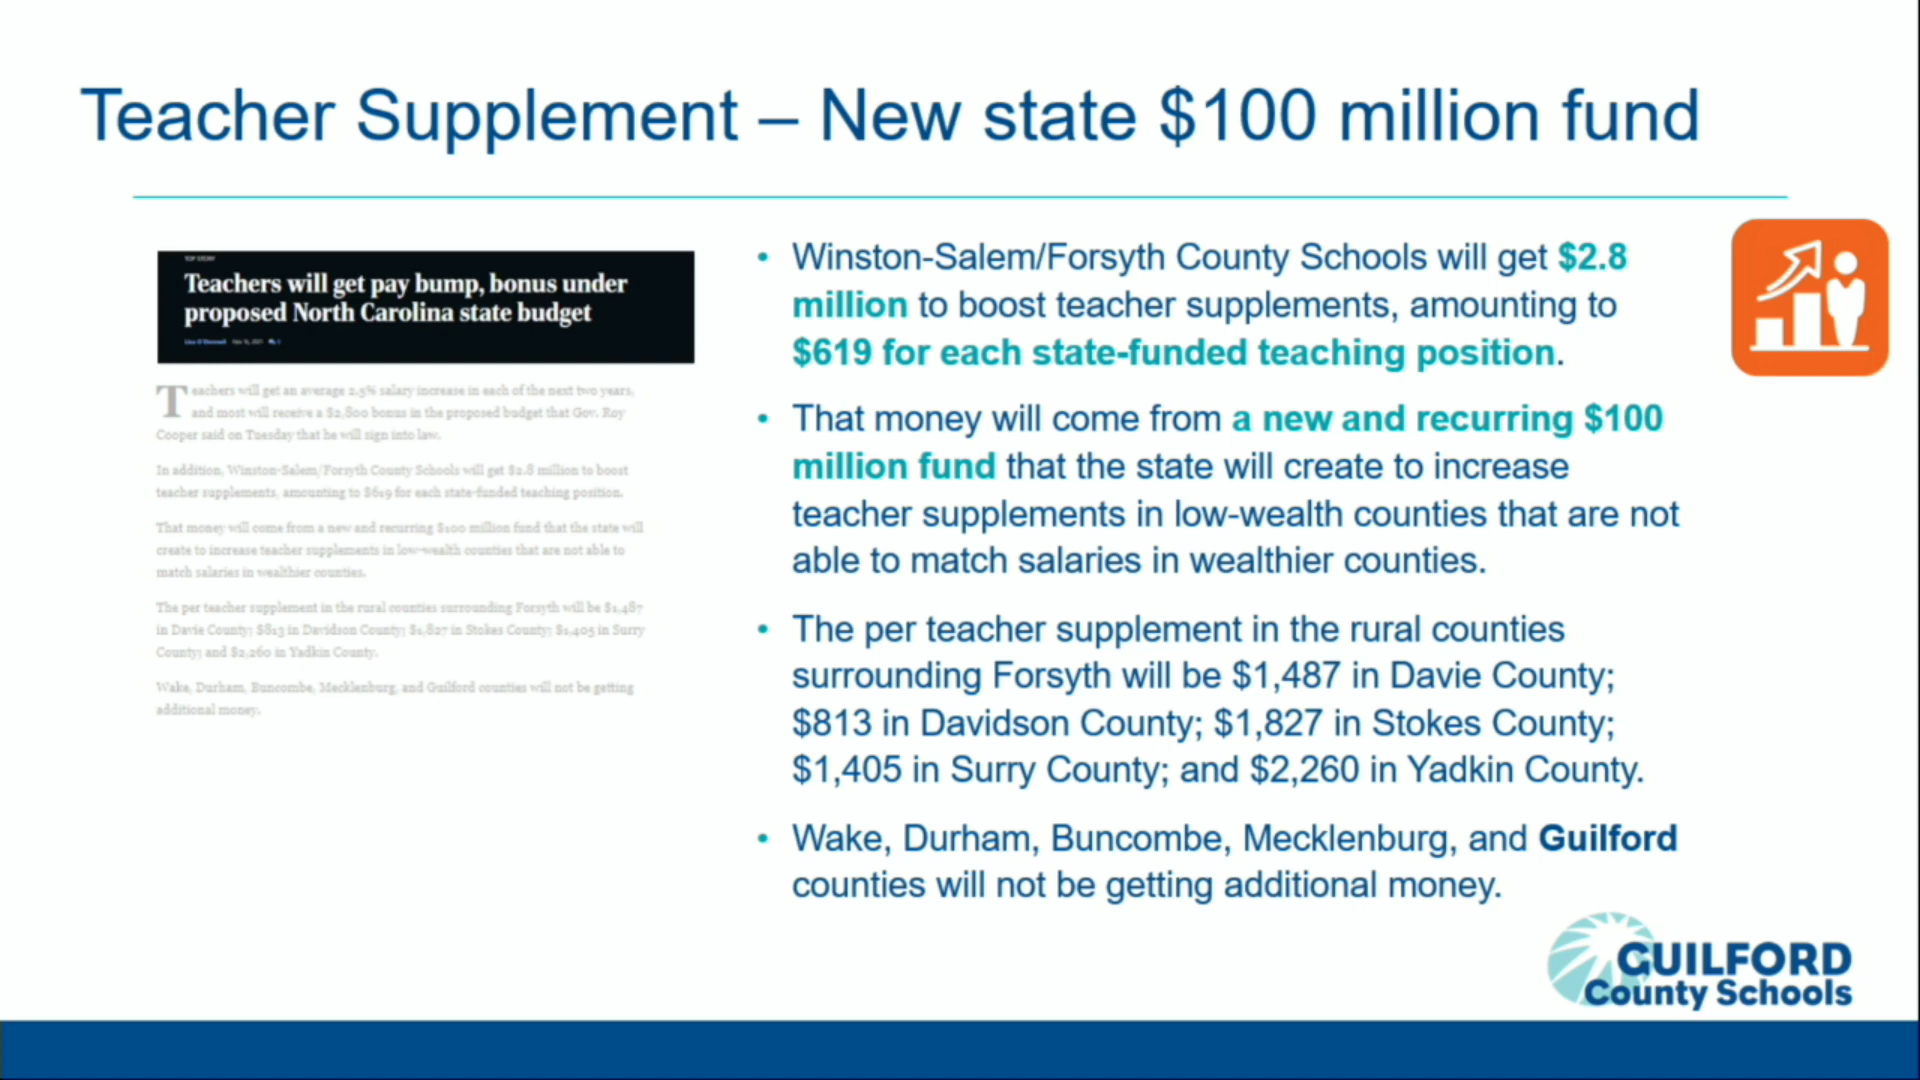 Teacher Supplement – New state $100 million fund
TOP STORY
Teachers will get pay bump, bonus under
proposed North Carolina state budget
Lisa O'Donnell Nov 16, 2021
Teachers will get an average 2.5% salary increase in each of the next two years,
and most will receive a $2,800 bonus in the proposed budget that Gov. Roy
Cooper said on Tuesday that he will sign into law.
In addition, Winston-Salem/Forsyth County Schools will get $2.8 million to boost
teacher supplements, amounting to $619 for each state-funded teaching position.
That money will come from a new and recurring $100 million fund that the state will
create to increase teacher supplements in low-wealth counties that are not able to
match salaries in wealthier counties.
The per teacher supplement in the rural counties surrounding Forsyth will be $1,487
in Davie County; $813 in Davidson County; $1,827 in Stokes County; $1,405 in Surry
County; and $2,260 in Yadkin County.
Wake, Durham, Buncombe, Mecklenburg, and Guilford counties will not be getting
additional money.
• Winston-Salem/Forsyth County Schools will get $2.8
million to boost teacher supplements, amounting to
$619 for each state-funded teaching position.
• That money will come from a new and recurring $100
million fund that the state will create to increase
teacher supplements in low-wealth counties that are not
able to match salaries in wealthier counties.
• The per teacher supplement in the rural counties
surrounding Forsyth will be $1,487 in Davie County;
$813 in Davidson County; $1,827 in Stokes County;
$1,405 in Surry County; and $2,260 in Yadkin County.
• Wake, Durham, Buncombe, Mecklenburg, and Guilford
counties will not be getting additional money.
GUILFORD
County Schools